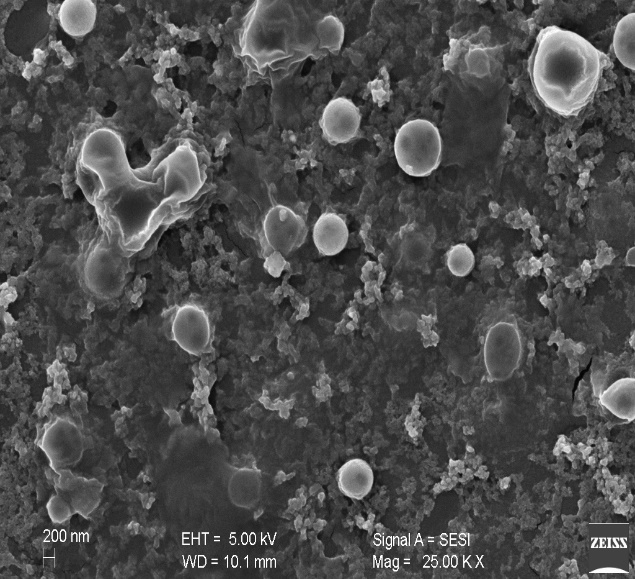 200 nm
EHT = 5.00 kV
Signal A = SESI
ZEISS
WD = 10.1 mm
Mag = 25.00 K X